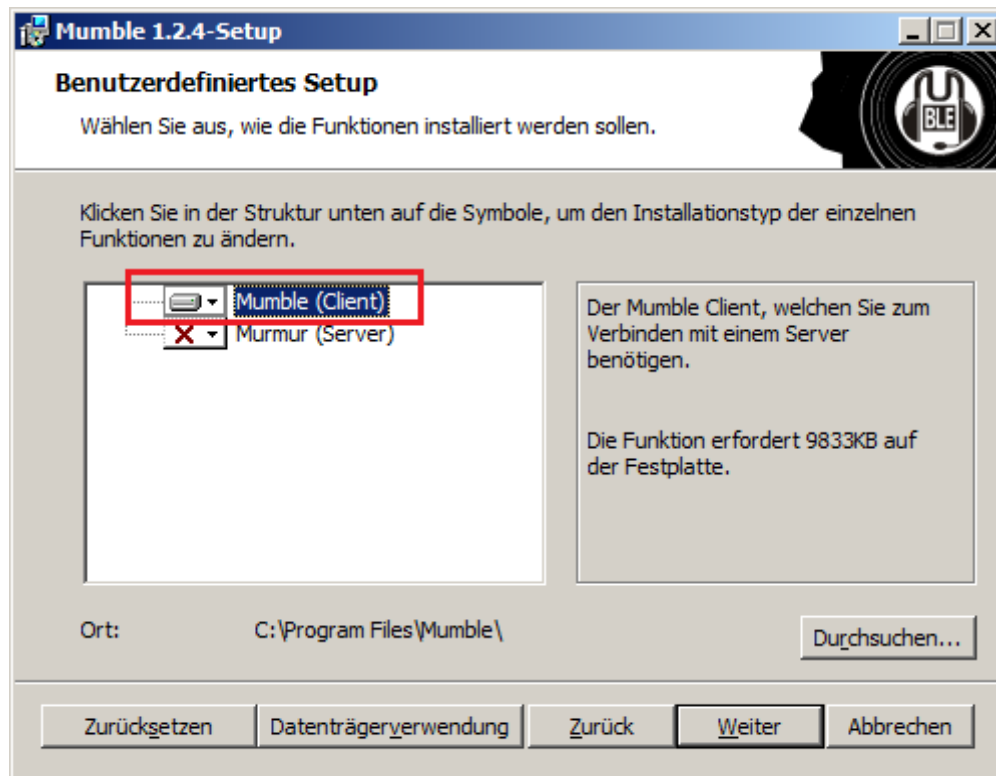 Mumble 1.2.4-Setup
Benutzerdefiniertes Setup
Wählen Sie aus, wie die Funktionen installiert werden sollen.
BLE
Klicken Sie in der Struktur unten auf die Symbole, um den Installationstyp der einzelnen
Funktionen zu ändern.
Mumble (Client)
Murmur (Server)
Der Mumble Client, welchen Sie zum
Verbinden mit einem Server
benötigen.
Die Funktion erfordert 9833KB auf
der Festplatte.
Ort: C:\Program Files\Mumble\
Durchsuchen...
Zurücksetzen Datenträgerverwendung Zurück Weiter Abbrechen